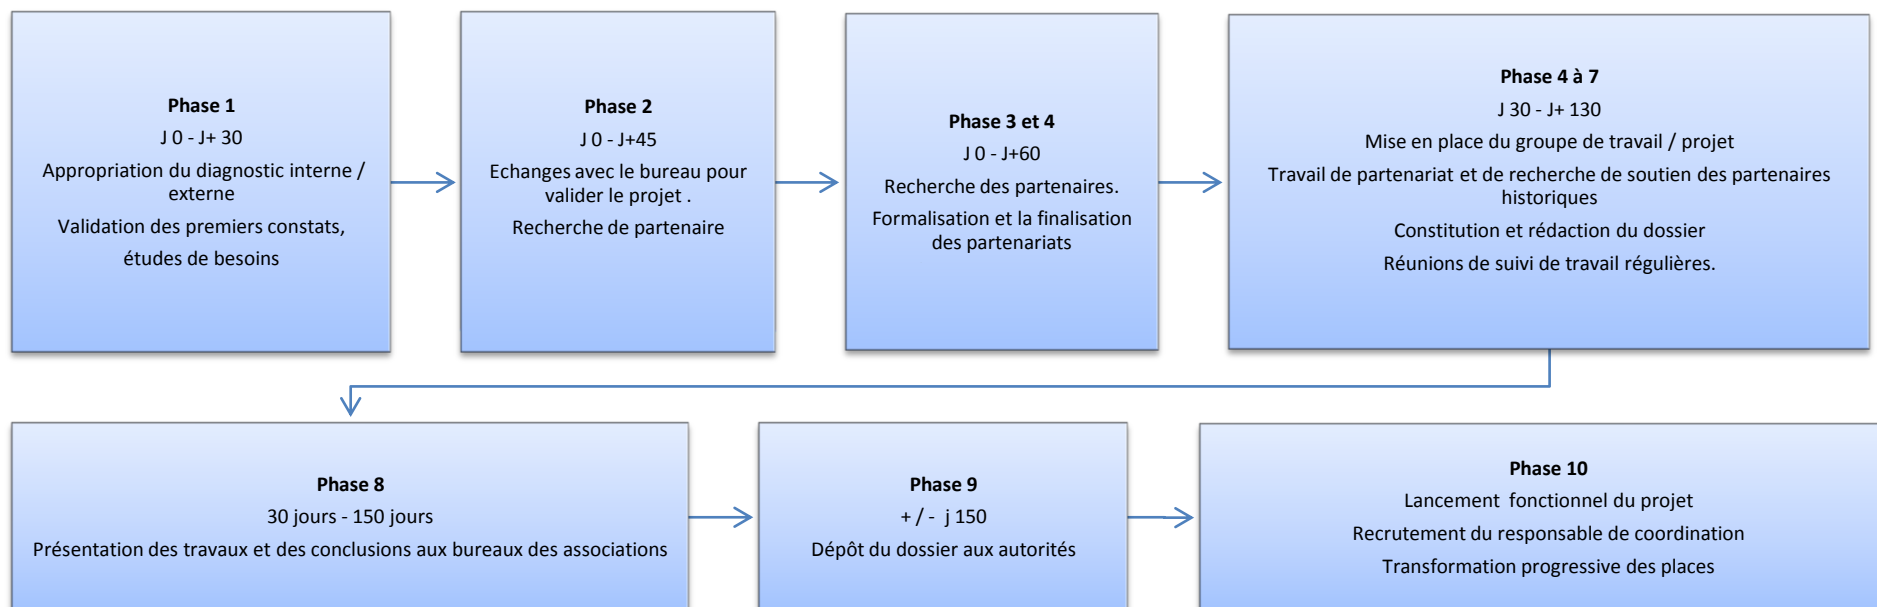 Phase 1
J 0 - J+ 30
Appropriation du diagnostic interne /
externe
Validation des premiers constats,
études de besoins
Phase 2
J 0 - J+45
Echanges avec le bureau pour
valider le projet .
Recherche de partenaire
Phase 3 et 4
J 0 - J+60
Recherche des partenaires.
Formalisation et la finalisation
des partenariats
Phase 4 à 7
J 30 - J+ 130
Mise en place du groupe de travail / projet
Travail de partenariat et de recherche de soutien des partenaires
historiques
Constitution et rédaction du dossier
Réunions de suivi de travail régulières.
Phase 8
30 jours - 150 jours
Présentation des travaux et des conclusions aux bureaux des associations
Phase 9
+ / - j 150
Dépôt du dossier aux autorités
Phase 10
Lancement fonctionnel du projet
Recrutement du responsable de coordination
Transformation progressive des places